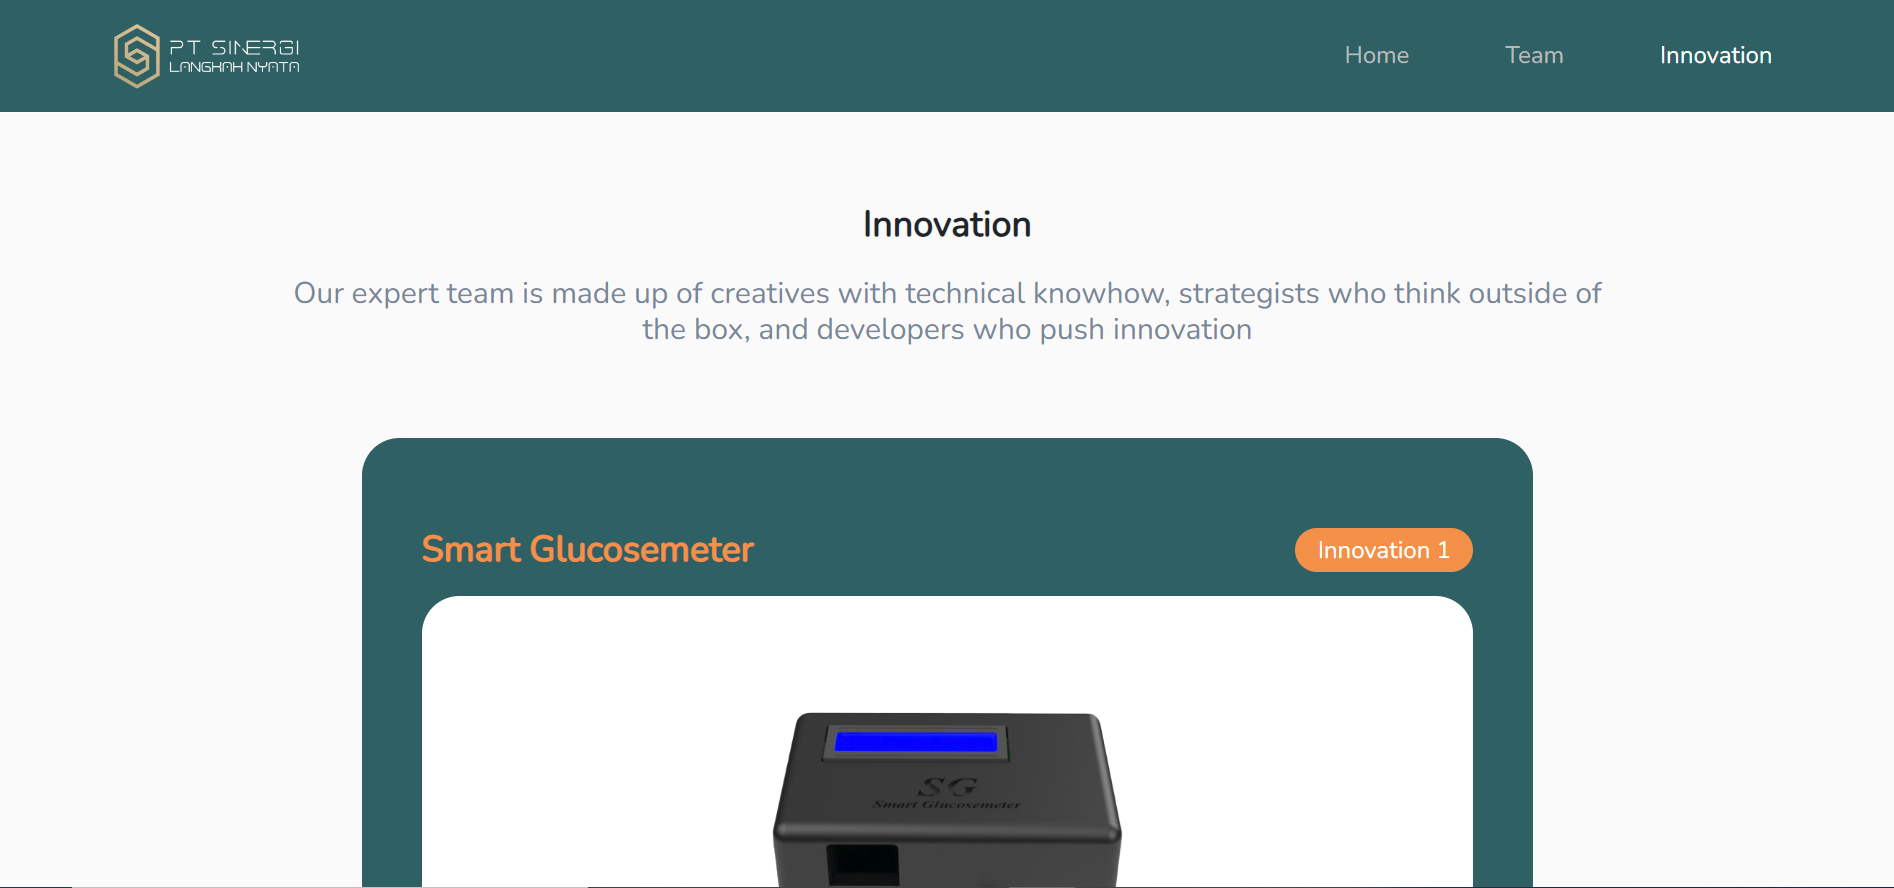 PT SINERGI
LANGKAH NYATA
Home Team Innovation
Innovation
Our expert team is made up of creatives with technical knowhow, strategists who think outside of
the box, and developers who push innovation
Smart Glucosemeter
Innovation 1
SG
Smart Glucosemeter